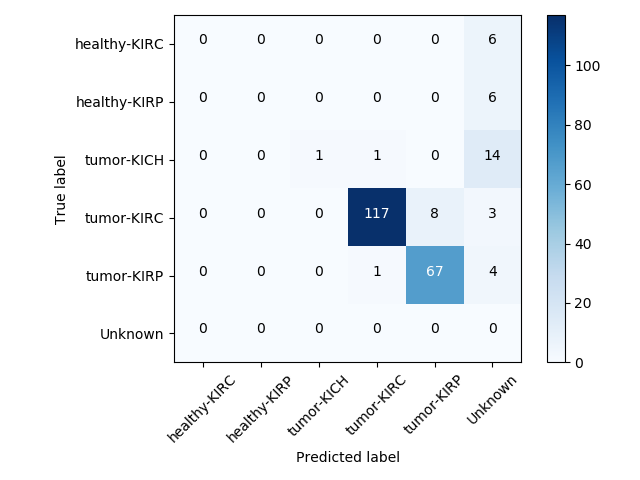 healthy-KIRC 0 0 0 0 0 6
healthy-KIRP 0 0 0 0 0 6
tumor-KICH 0 0 1 1 0 14
tumor-KIRC 0 0 0 117 8 3
tumor-KIRP 0 0 0 1 67 4
Unknown 0 0 0 0 0 0
True label
healthy-KIRC healthy-KIRP tumor-KICH tumor-KIRC tumor-KIRP Unknown
Predicted label
100
80
60
40
20
0